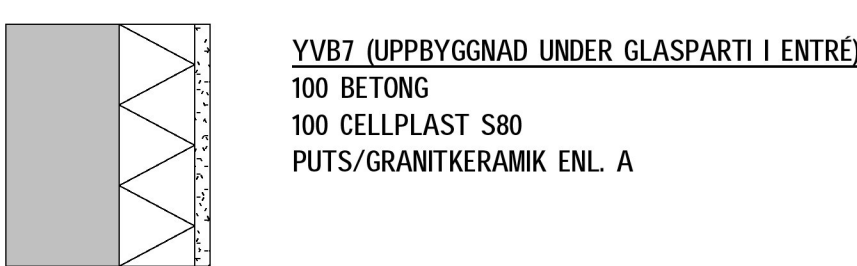 YVB7 (UPPBYGGNAD UNDER GLASPARTI I ENTRÉ)
100 BETONG
100 CELLPLAST S80
PUTS/GRANITKERAMIK ENL. A